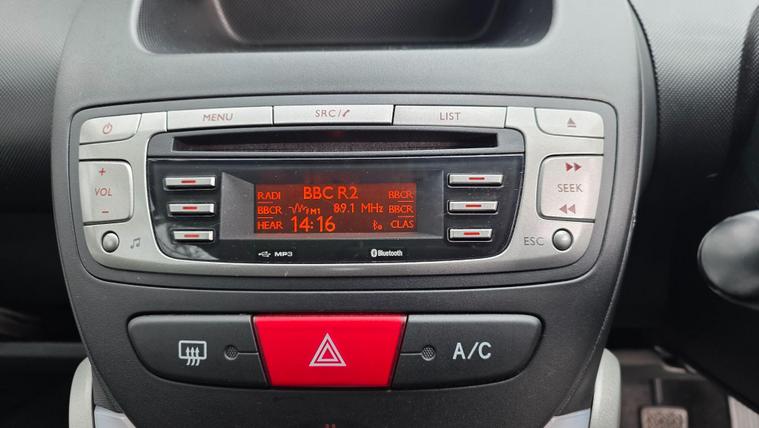 MENU
SRC/
LIST
+
VOL
-
SEEK
ESC
RADI BBC R2 BBCR
BBCR M1 89.1 MHz BBCR
HEAR 14:16 CLAS
MP3
Bluetooth
A/C